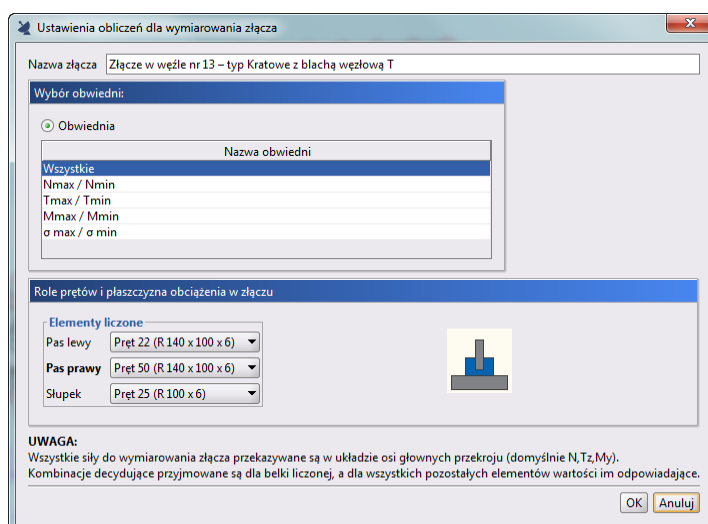 Ustawienia obliczeń dla wymiarowania złącza
Nazwa złącza Złącze w węźle nr 13 – typ Kratowe z blachą węzłową T
Wybór obwiedni:
Obwiednia
Nazwa obwiedni
Wszystkie
Nmax / Nmin
Tmax / Tmin
Mmax / Mmin
σ max / σ min
Role prętów i płaszczyzna obciążenia w złączu
Elementy liczone
Pas lewy Pręt 22 (R 140 x 100 x 6)
Pas prawy Pręt 50 (R 140 x 100 x 6)
Słupek Pręt 25 (R 100 x 6)
UWAGA:
Wszystkie siły do wymiarowania złącza przekazywane są w układzie osi głownych przekroju (domyślnie N,Tz,My).
Kombinacje decydujące przyjmowane są dla belki liczonej, a dla wszystkich pozostałych elementów wartości im odpowiadające.
OK Anuluj